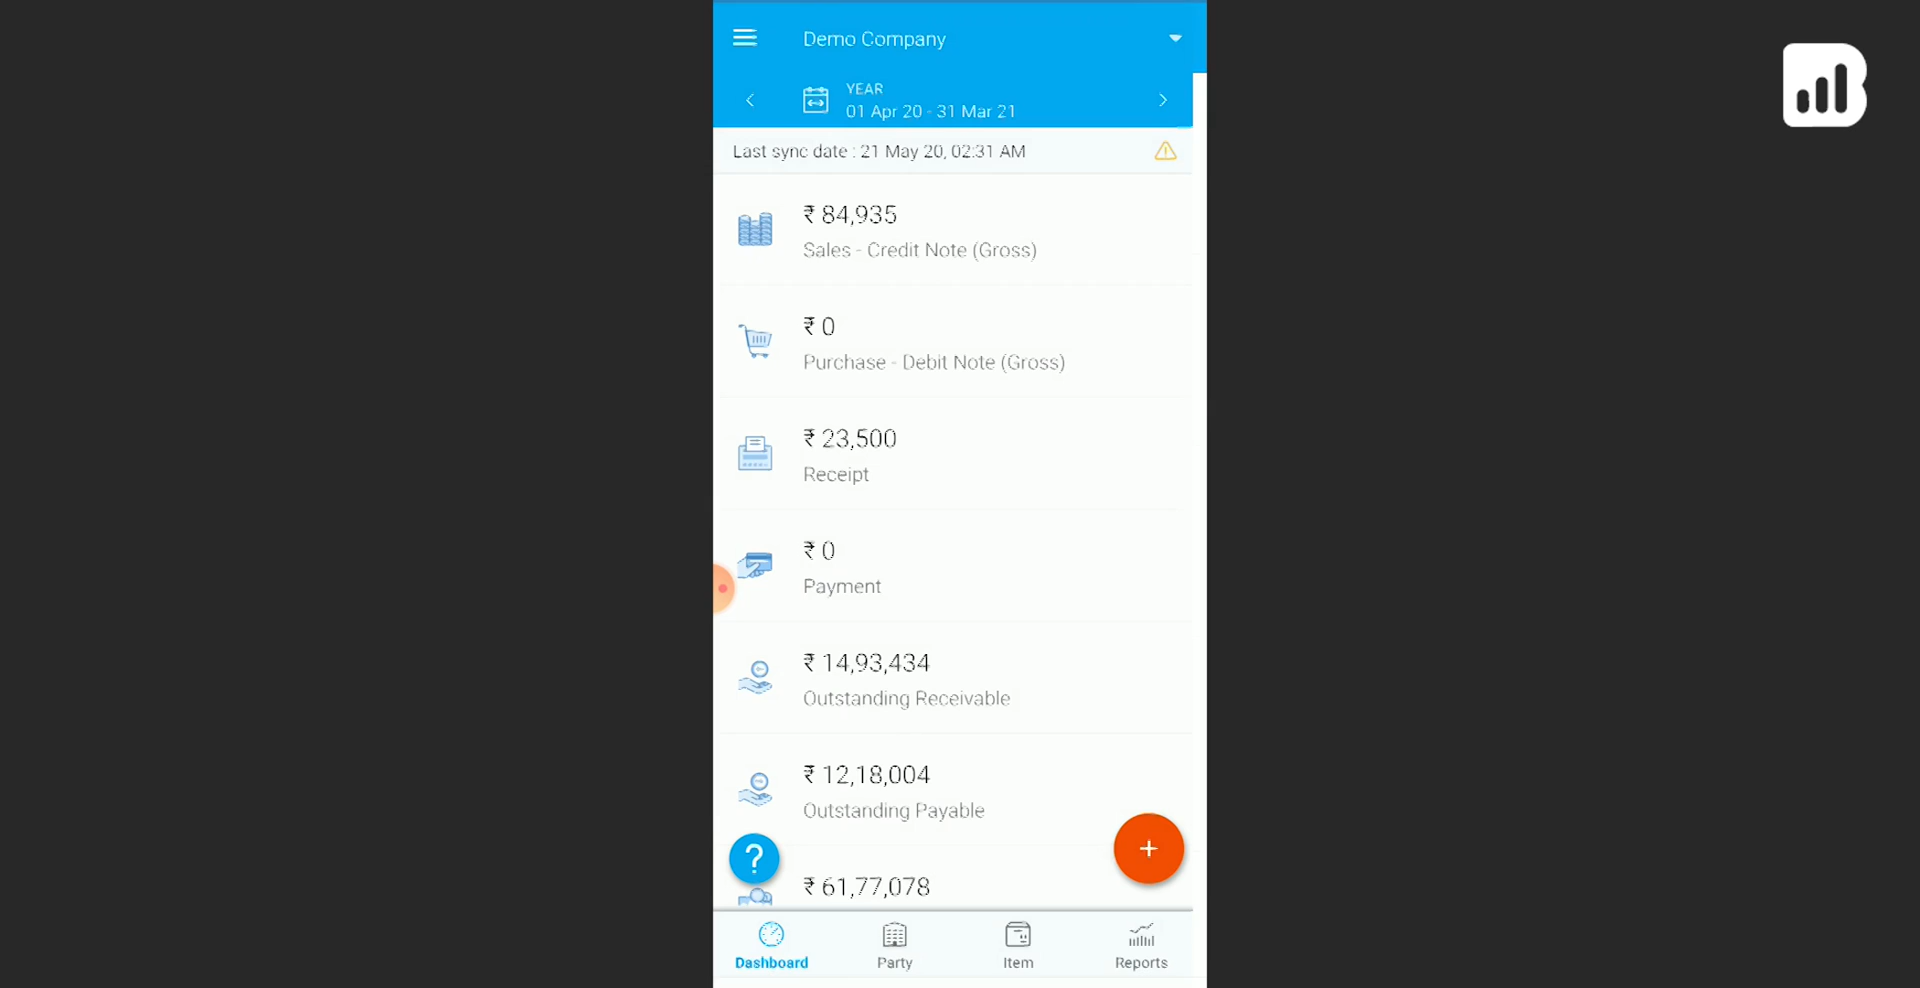 Demo Company
YEAR
01 Apr 20 - 31 Mar 21
Last sync date : 21 May 20, 02:31 AM
₹ 84,935
Sales - Credit Note (Gross)
₹ 0
Purchase - Debit Note (Gross)
₹ 23,500
Receipt
₹ 0
Payment
₹ 14,93,434
Outstanding Receivable
₹ 12,18,004
Outstanding Payable
?
+
₹ 61,77,078
Dashboard
Party
Item
Reports